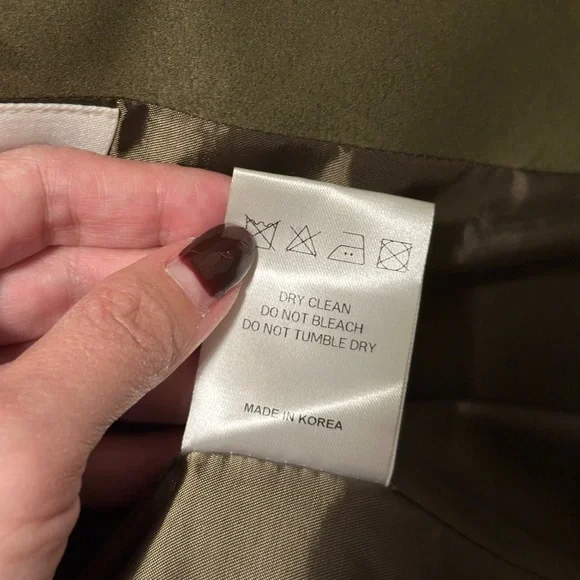 DRY CLEAN
DO NOT BLEACH
DO NOT TUMBLE DRY
MADE IN KOREA